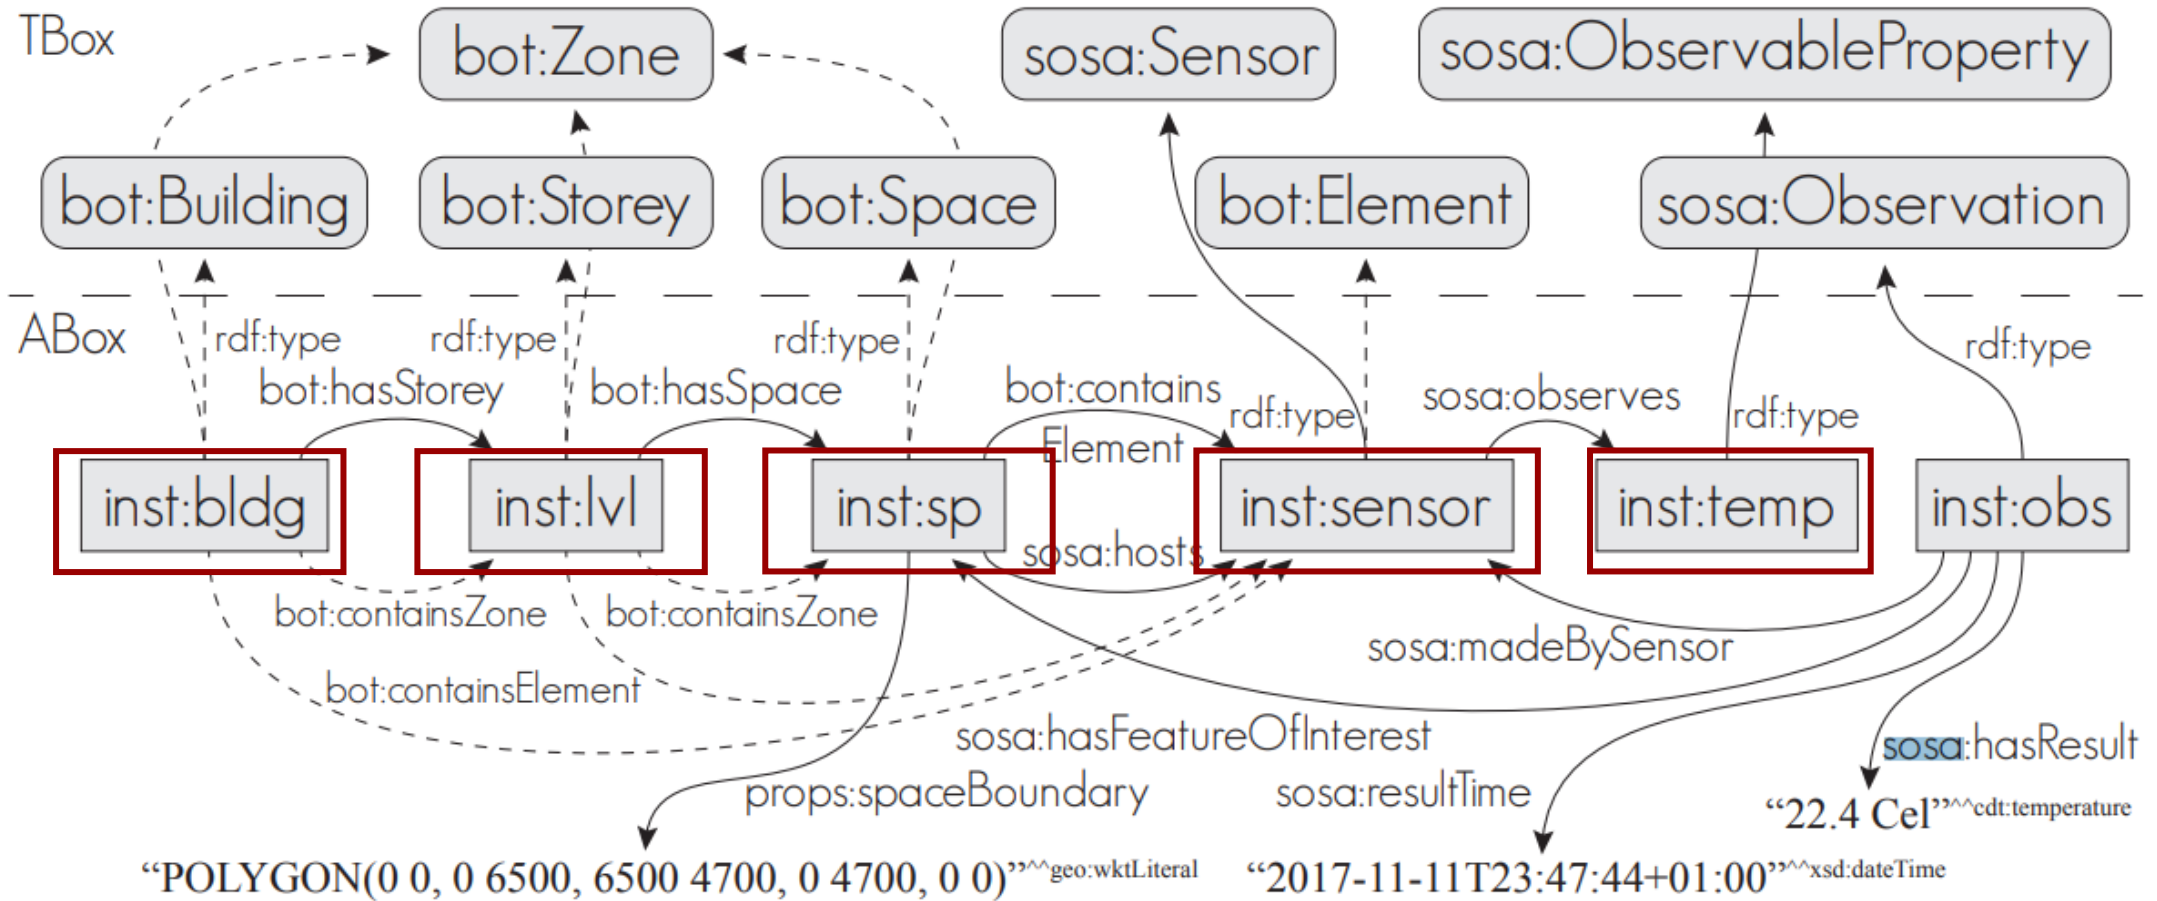 TBox
bot:Zone
sosa:Sensor
sosa:ObservableProperty
bot:Building
bot:Storey
bot:Space
bot:Element
sosa:Observation
ABox
rdf:type
rdf:type
rdf:type
rdf:type
bot:hasStorey
bot:hasSpace
bot:contains
Element
rdf:type
sosa:observes
rdf:type
inst:bldg
inst:lvl
inst:sp
inst:sensor
inst:temp
inst:obs
sosa:hosts
bot:containsZone
bot:containsZone
sosa:madeBySensor
bot:containsElement
sosa:hasFeatureOfInterest
sosa:hasResult
props:spaceBoundary
sosa:resultTime
“22.4 Cel”^^cdt:temperature
“POLYGON(0 0, 0 6500, 6500 4700, 0 4700, 0 0)”^^geo:wktLiteral
“2017-11-11T23:47:44+01:00”^^xsd:dateTime